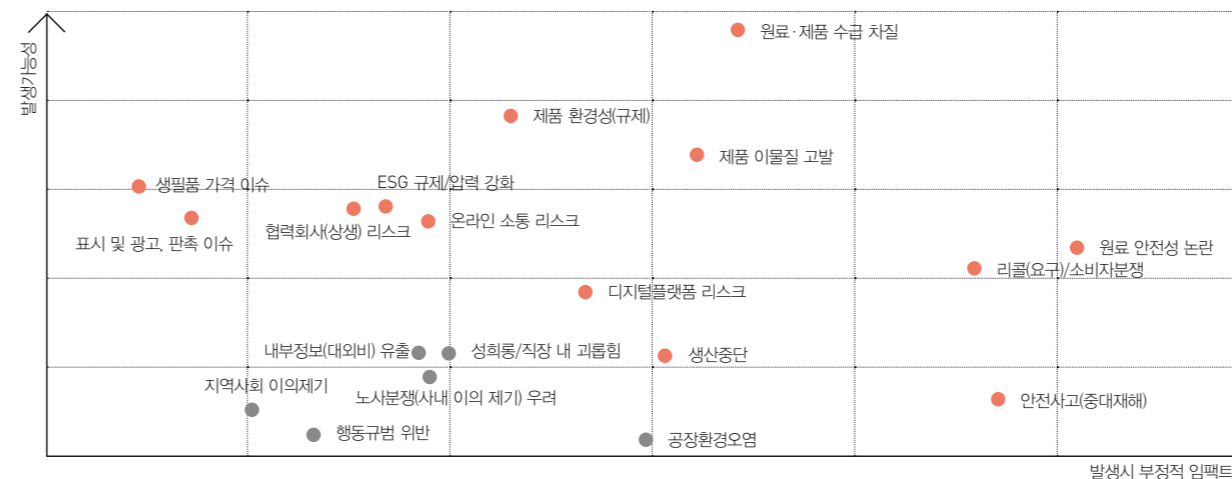 발생가능성
원료·제품 수급 차질
제품 환경성(규제)
제품 이물질 고발
생필품 가격 이슈
ESG 규제/압력 강화
표시 및 광고, 판촉 이슈
협력회사(상생) 리스크
온라인 소통 리스크
원료 안전성 논란
리콜(요구)/소비자분쟁
디지털플랫폼 리스크
내부정보(대외비) 유출
성희롱/직장 내 괴롭힘
생산중단
지역사회 이의제기
노사분쟁(사내 이의 제기) 우려
안전사고(중대재해)
행동규범 위반
공장환경오염
발생시 부정적 임팩트